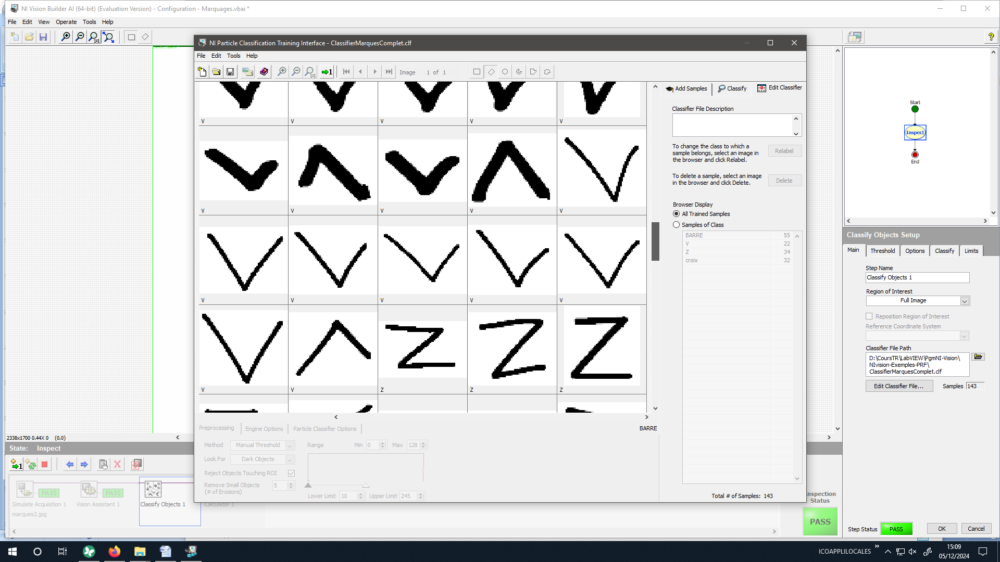 NI Vision Builder AI (64-bit) (Evaluation Version) - Configuration - Marquages.vbai *
File Edit View Operate Tools Help
NI Particle Classification Training Interface - ClassifierMarquesComplet.clf
File Edit Tools Help
Image 1 of 1
V V V V V
V V V V V
V V V V V
V V Z Z Z
Add Samples Classify Edit Classifier
Classifier File Description
To change the class to which a
sample belongs, select an image in
the browser and click Relabel.
Relabel
To delete a sample, select an image
in the browser and click Delete.
Delete
Browser Display
All Trained Samples
Samples of Class
BARRE 55
V 22
Z 34
croix 32
Total # of Samples: 143
Preprocessing Engine Options Particle Classifier Options BARRE
Method Manual Threshold Range Min 0 Max 128
Look For Dark Objects
Reject Objects Touching ROI
Remove Small Objects
(# of Erosions) 5
Lower Limit 10 Upper Limit 245
2338x1700 0.44X 0 (0,0)
State: Inspect
PASS PASS
Simulate Acquisition 1 Vision Assistant 1 Classify Objects 1 Calculator 1
marques2.jpg
Start
Inspect
End
Classify Objects Setup
Main Threshold Options Classify Limits
Step Name
Classify Objects 1
Region of Interest
Full Image
Reposition Region of Interest
Reference Coordinate System
Classifier File Path
D:\CoursTR\LabVIEW\PgmNI-Vision\
NIvision-Exemples-PRF\
ClassifierMarquesComplet.clf
Edit Classifier File... Samples 143
nspection
Status
PASS
Step Status PASS OK Cancel
ICOAPPLILOCALES
15:09
05/12/2024